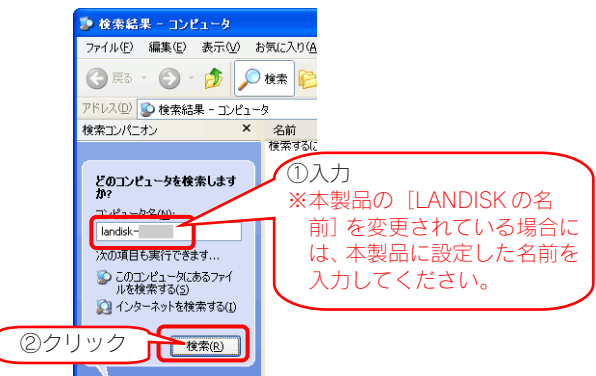 検索結果 - コンピュータ
ファイル(F) 編集(E) 表示(V) お気に入り(A
戻る 検索
アドレス(D) 検索結果 - コンピュータ
検索コンパニオン × 名前
検索する
どのコンピュータを検索します
か?
コンピュータ名(N):
landisk-
次の項目も実行できます...
このコンピュータにあるファイ
ルを検索する(S)
インターネットを検索する(I)
検索(R)
①入力
※本製品の［LANDISKの名
前］を変更されている場合に
は、本製品に設定した名前を
入力してください。
②クリック